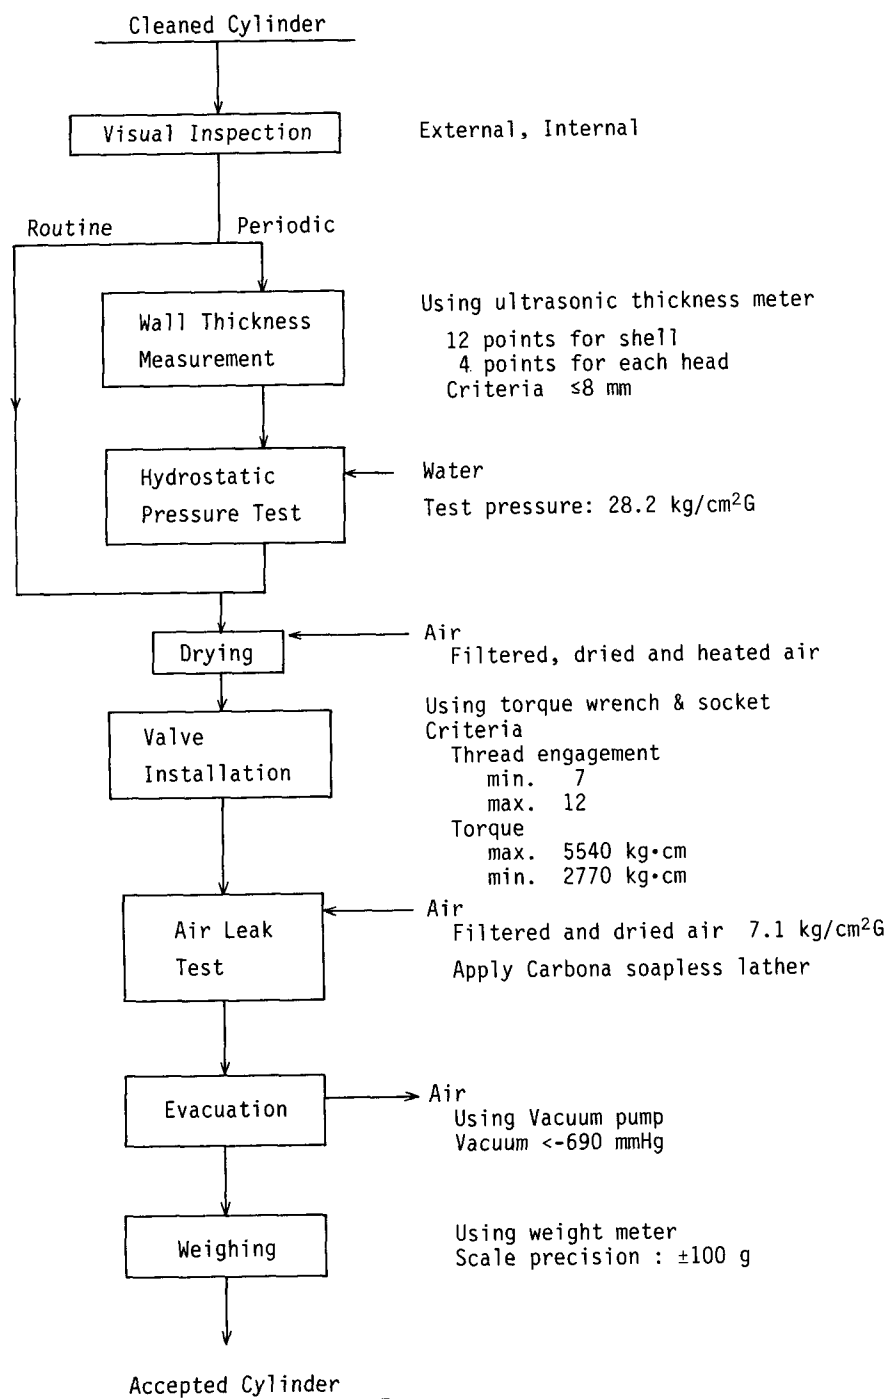 Cleaned Cylinder
Visual Inspection
External, Internal
Routine
Periodic
Wall Thickness
Measurement
Using ultrasonic thickness meter
12 points for shell
4 points for each head
Criteria ≤8 mm
Hydrostatic
Pressure Test
Water
Test pressure: 28.2 kg/cm²G
Drying
Air
Filtered, dried and heated air
Valve
Installation
Using torque wrench & socket
Criteria
Thread engagement
min. 7
max. 12
Torque
max. 5540 kg·cm
min. 2770 kg·cm
Air Leak
Test
Air
Filtered and dried air 7.1 kg/cm²G
Apply Carbona soapless lather
Evacuation
Air
Using Vacuum pump
Vacuum <-690 mmHg
Weighing
Using weight meter
Scale precision : ±100 g
Accepted Cylinder